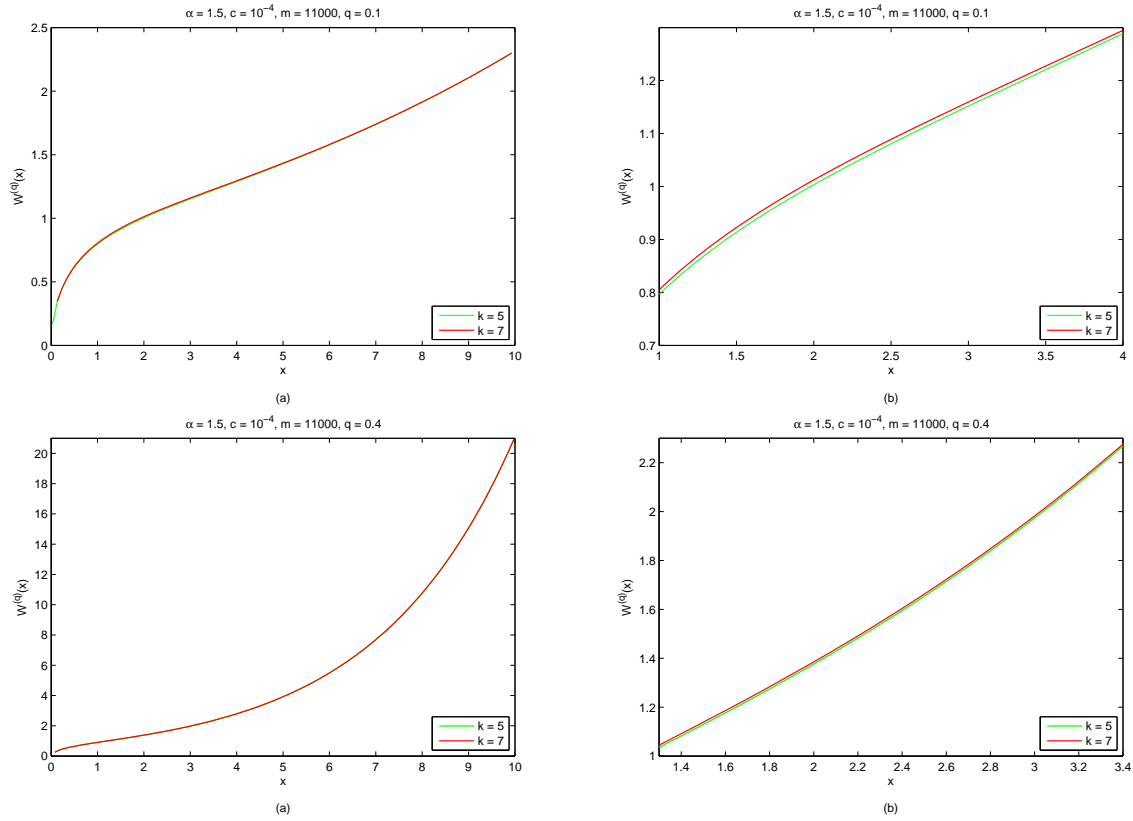 α = 1.5, c = 10⁻⁴, m = 11000, q = 0.1
W⁽q⁾(x)
2.5
2
1.5
1
0.5
0
0 1 2 3 4 5 6 7 8 9 10
x
k = 5
k = 7
(a)
α = 1.5, c = 10⁻⁴, m = 11000, q = 0.1
W⁽q⁾(x)
1.2
1.1
1
0.9
0.8
0.7
1 1.5 2 2.5 3 3.5 4
x
k = 5
k = 7
(b)
α = 1.5, c = 10⁻⁴, m = 11000, q = 0.4
W⁽q⁾(x)
20
18
16
14
12
10
8
6
4
2
0
0 1 2 3 4 5 6 7 8 9 10
x
k = 5
k = 7
(a)
α = 1.5, c = 10⁻⁴, m = 11000, q = 0.4
W⁽q⁾(x)
2.2
2
1.8
1.6
1.4
1.2
1
1.4 1.6 1.8 2 2.2 2.4 2.6 2.8 3 3.2 3.4
x
k = 5
k = 7
(b)